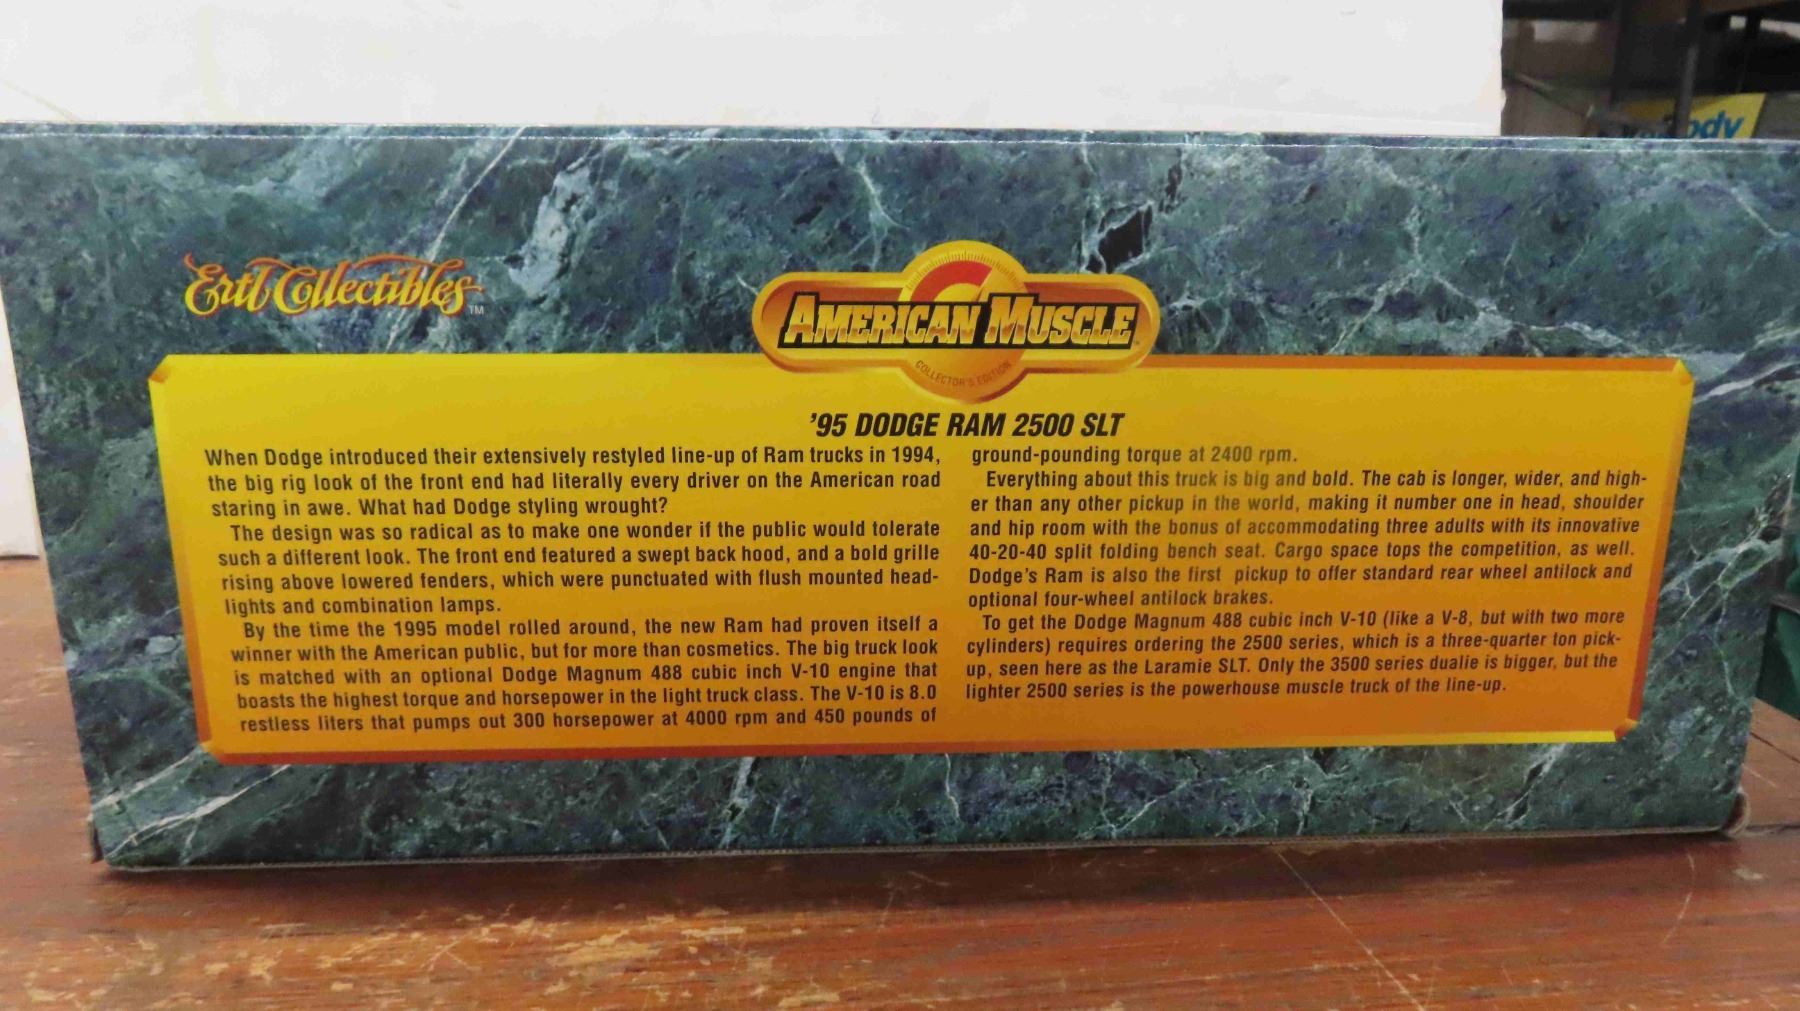 ody
Ertl Collectibles™
AMERICAN MUSCLE
COLLECTOR'S EDITION
'95 DODGE RAM 2500 SLT
When Dodge introduced their extensively restyled line-up of Ram trucks in 1994,
the big rig look of the front end had literally every driver on the American road
staring in awe. What had Dodge styling wrought?
The design was so radical as to make one wonder if the public would tolerate
such a different look. The front end featured a swept back hood, and a bold grille
rising above lowered fenders, which were punctuated with flush mounted head-
lights and combination lamps.
By the time the 1995 model rolled around, the new Ram had proven itself a
winner with the American public, but for more than cosmetics. The big truck look
is matched with an optional Dodge Magnum 488 cubic inch V-10 engine that
boasts the highest torque and horsepower in the light truck class. The V-10 is 8.0
restless liters that pumps out 300 horsepower at 4000 rpm and 450 pounds of
ground-pounding torque at 2400 rpm.
Everything about this truck is big and bold. The cab is longer, wider, and high-
er than any other pickup in the world, making it number one in head, shoulder
and hip room with the bonus of accommodating three adults with its innovative
40-20-40 split folding bench seat. Cargo space tops the competition, as well.
Dodge's Ram is also the first pickup to offer standard rear wheel antilock and
optional four-wheel antilock brakes.
To get the Dodge Magnum 488 cubic inch V-10 (like a V-8, but with two more
cylinders) requires ordering the 2500 series, which is a three-quarter ton pick-
up, seen here as the Laramie SLT. Only the 3500 series dualie is bigger, but the
lighter 2500 series is the powerhouse muscle truck of the line-up.